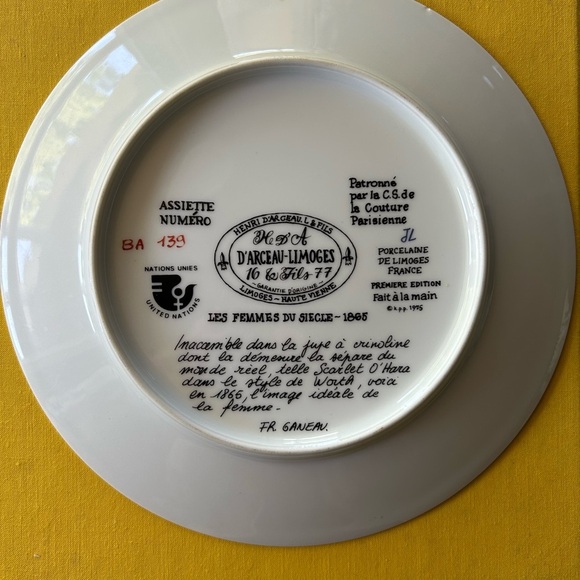 ASSIETTE
NUMÉRO
BA 139
NATIONS UNIES
UNITED NATIONS
HENRI D'ARCEAU. L & FILS
H. D'A
D'ARCEAU-LIMOGES
16 & Fils 77
GARANTIE D'ORIGINE
LIMOGES - HAUTE VIENNE
Patronné
par la C.S. de
la Couture
Parisienne
JL
PORCELAINE
DE LIMOGES
FRANCE
PREMIÈRE EDITION
Fait à la main
© a.p.p. 1975
LES FEMMES DU SIECLE - 1865
Inaccessible dans la jupe à crinoline
dont la démesure la sépare du
monde réel, telle Scarlet O'Hara
dans le style de Worth, voici
en 1865, l'image idéale de
la femme -
FR. GANEAU.